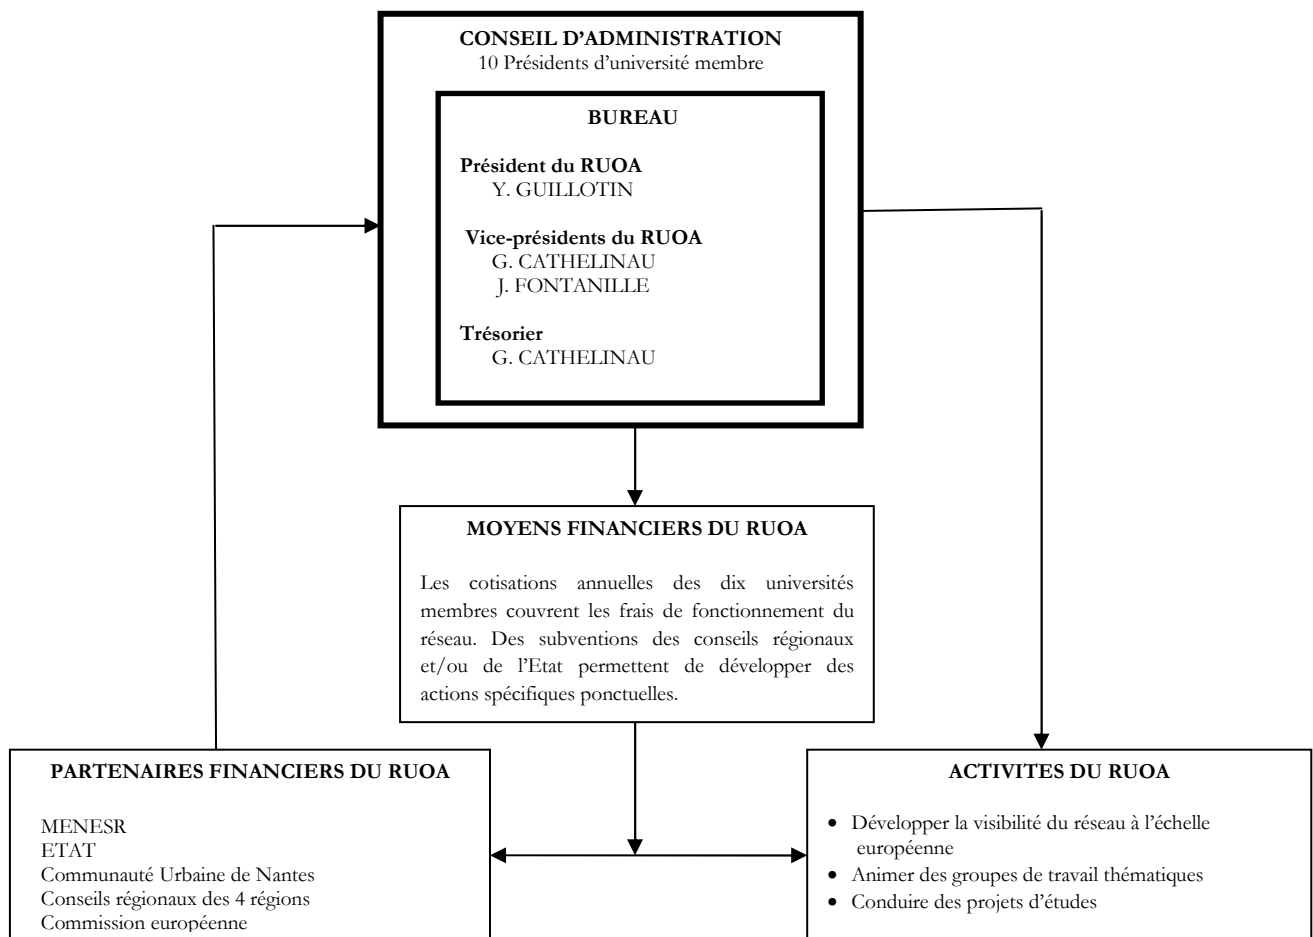 CONSEIL D'ADMINISTRATION
10 Présidents d'université membre
BUREAU
Président du RUOA
Y. GUILLOTIN
Vice-présidents du RUOA
G. CATHELINAU
J. FONTANILLE
Trésorier
G. CATHELINAU
MOYENS FINANCIERS DU RUOA
Les cotisations annuelles des dix universités
membres couvrent les frais de fonctionnement du
réseau. Des subventions des conseils régionaux
et/ou de l'Etat permettent de développer des
actions spécifiques ponctuelles.
PARTENAIRES FINANCIERS DU RUOA
MENESR
ETAT
Communauté Urbaine de Nantes
Conseils régionaux des 4 régions
Commission européenne
ACTIVITES DU RUOA
• Développer la visibilité du réseau à l'échelle
européenne
• Animer des groupes de travail thématiques
• Conduire des projets d'études